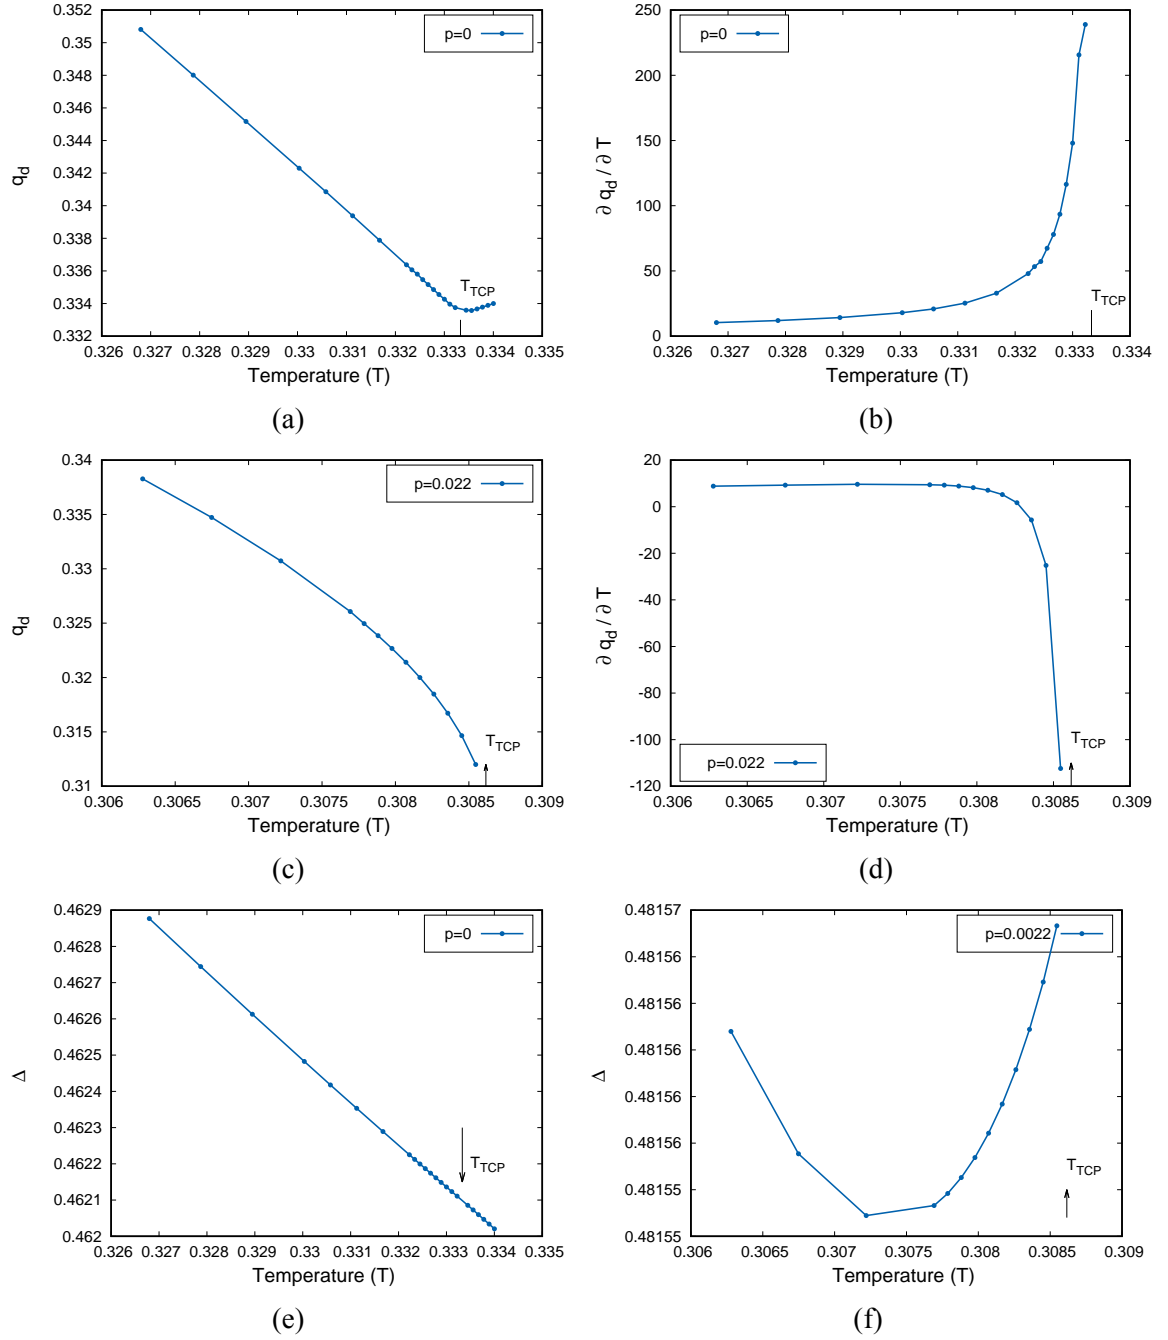 0.352
0.35
0.348
0.346
0.344
0.342
0.34
0.338
0.336
0.334
0.332
q_d
p=0
T_TCP
0.326 0.327 0.328 0.329 0.33 0.331 0.332 0.333 0.334 0.335
Temperature (T)
(a)
250
200
150
100
50
0
∂ q_d / ∂ T
p=0
T_TCP
0.326 0.327 0.328 0.329 0.33 0.331 0.332 0.333 0.334
Temperature (T)
(b)
0.34
0.335
0.33
0.325
0.32
0.315
0.31
q_d
p=0.022
T_TCP
0.306 0.3065 0.307 0.3075 0.308 0.3085 0.309
Temperature (T)
(c)
20
0
-20
-40
-60
-80
-100
-120
∂ q_d / ∂ T
p=0.022
T_TCP
0.306 0.3065 0.307 0.3075 0.308 0.3085 0.309
Temperature (T)
(d)
0.4629
0.4628
0.4627
0.4626
0.4625
0.4624
0.4623
0.4622
0.4621
0.462
Δ
p=0
T_TCP
0.326 0.327 0.328 0.329 0.33 0.331 0.332 0.333 0.334 0.335
Temperature (T)
(e)
0.48157
0.48156
0.48156
0.48156
0.48156
0.48156
0.48155
0.48155
Δ
p=0.0022
T_TCP
0.306 0.3065 0.307 0.3075 0.308 0.3085 0.309
Temperature (T)
(f)